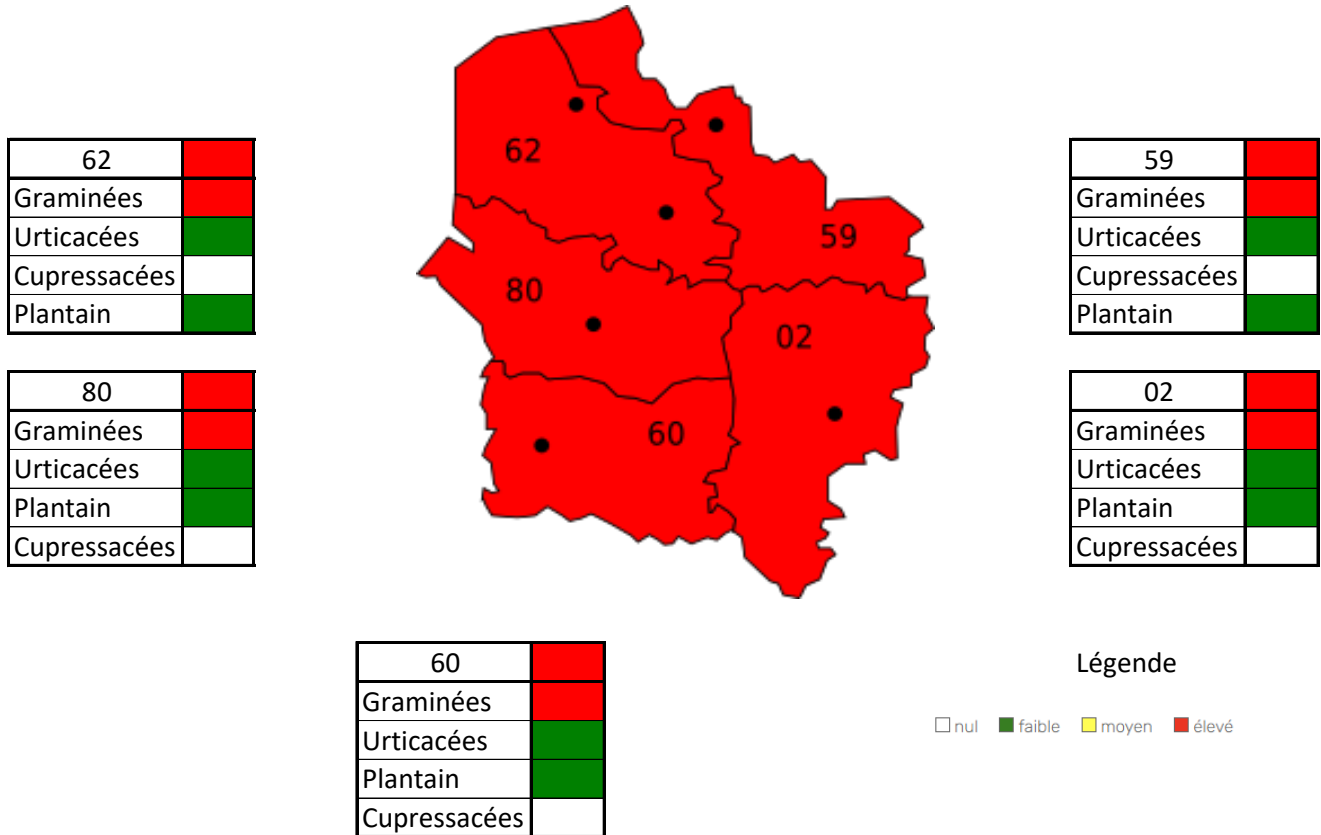 62
Graminées
Urticacées
Cupressacées
Plantain
80
Graminées
Urticacées
Plantain
Cupressacées
62
59
80
02
60
59
Graminées
Urticacées
Cupressacées
Plantain
02
Graminées
Urticacées
Plantain
Cupressacées
60
Graminées
Urticacées
Plantain
Cupressacées
Légende
nul faible moyen élevé